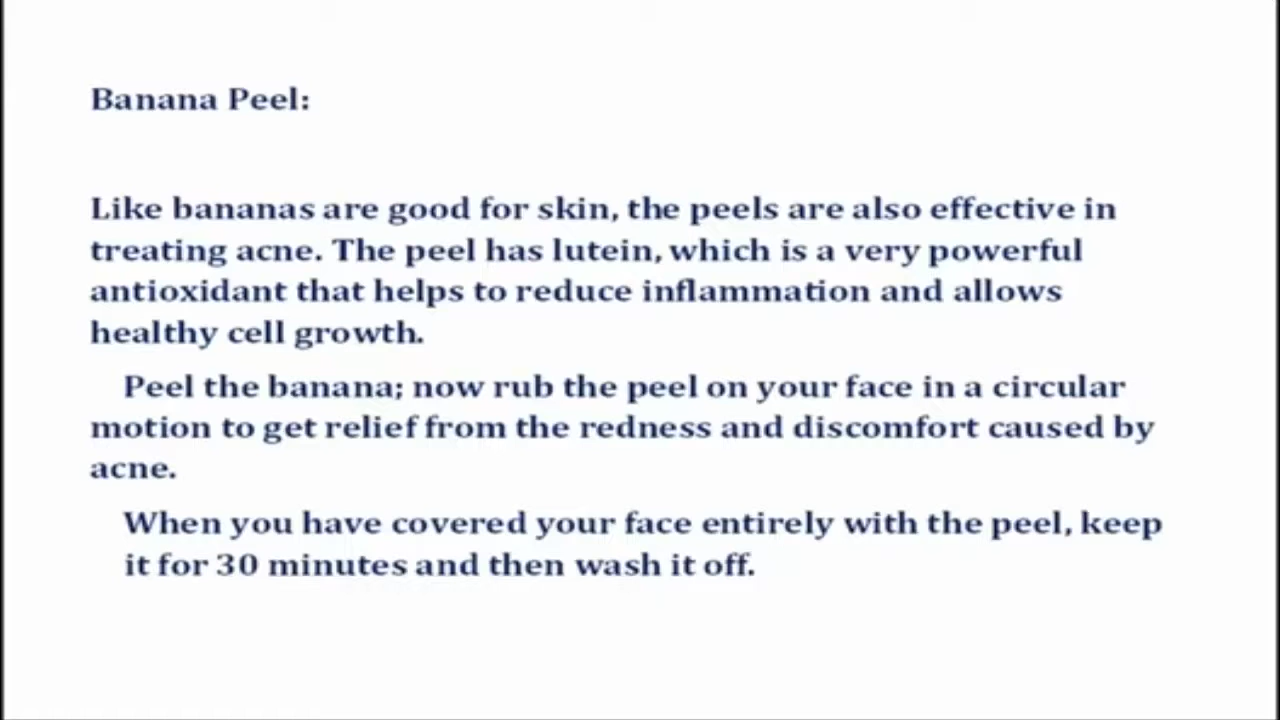 Banana Peel:
Like bananas are good for skin, the peels are also effective in
treating acne. The peel has lutein, which is a very powerful
antioxidant that helps to reduce inflammation and allows
healthy cell growth.
Peel the banana; now rub the peel on your face in a circular
motion to get relief from the redness and discomfort caused by
acne.
When you have covered your face entirely with the peel, keep
it for 30 minutes and then wash it off.